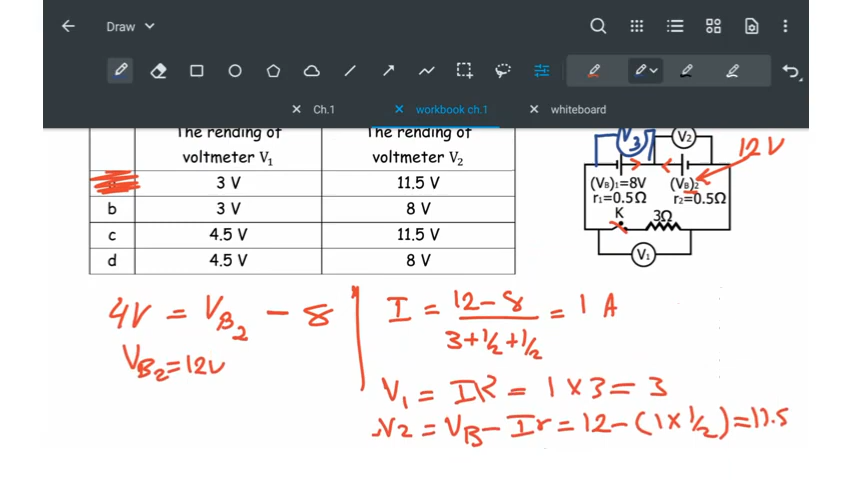 Draw
Ch.1
workbook ch.1
whiteboard
The rending of The rending of
voltmeter V₁ voltmeter V₂
3 V 11.5 V
b 3 V 8 V
c 4.5 V 11.5 V
d 4.5 V 8 V
V3 V₂ 12 V
(V_B)₁=8V (V_B)₂
r₁=0.5Ω r₂=0.5Ω
K 3Ω
V₁
4V = V_B₂ - 8
V_B₂ = 12V
I = 12 - 8 / 3 + 1/2 + 1/2 = 1 A
V₁ = IR = 1 × 3 = 3
V2 = V_B - Ir = 12 - (1 × 1/2) = 11.5